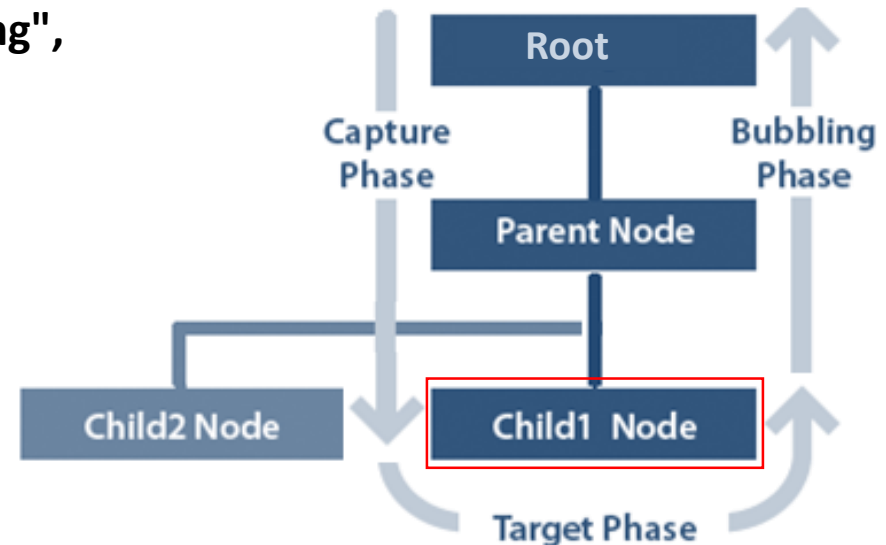 ng",
Root
Capture
Phase
Bubbling
Phase
Parent Node
Child2 Node
Child1 Node
Target Phase